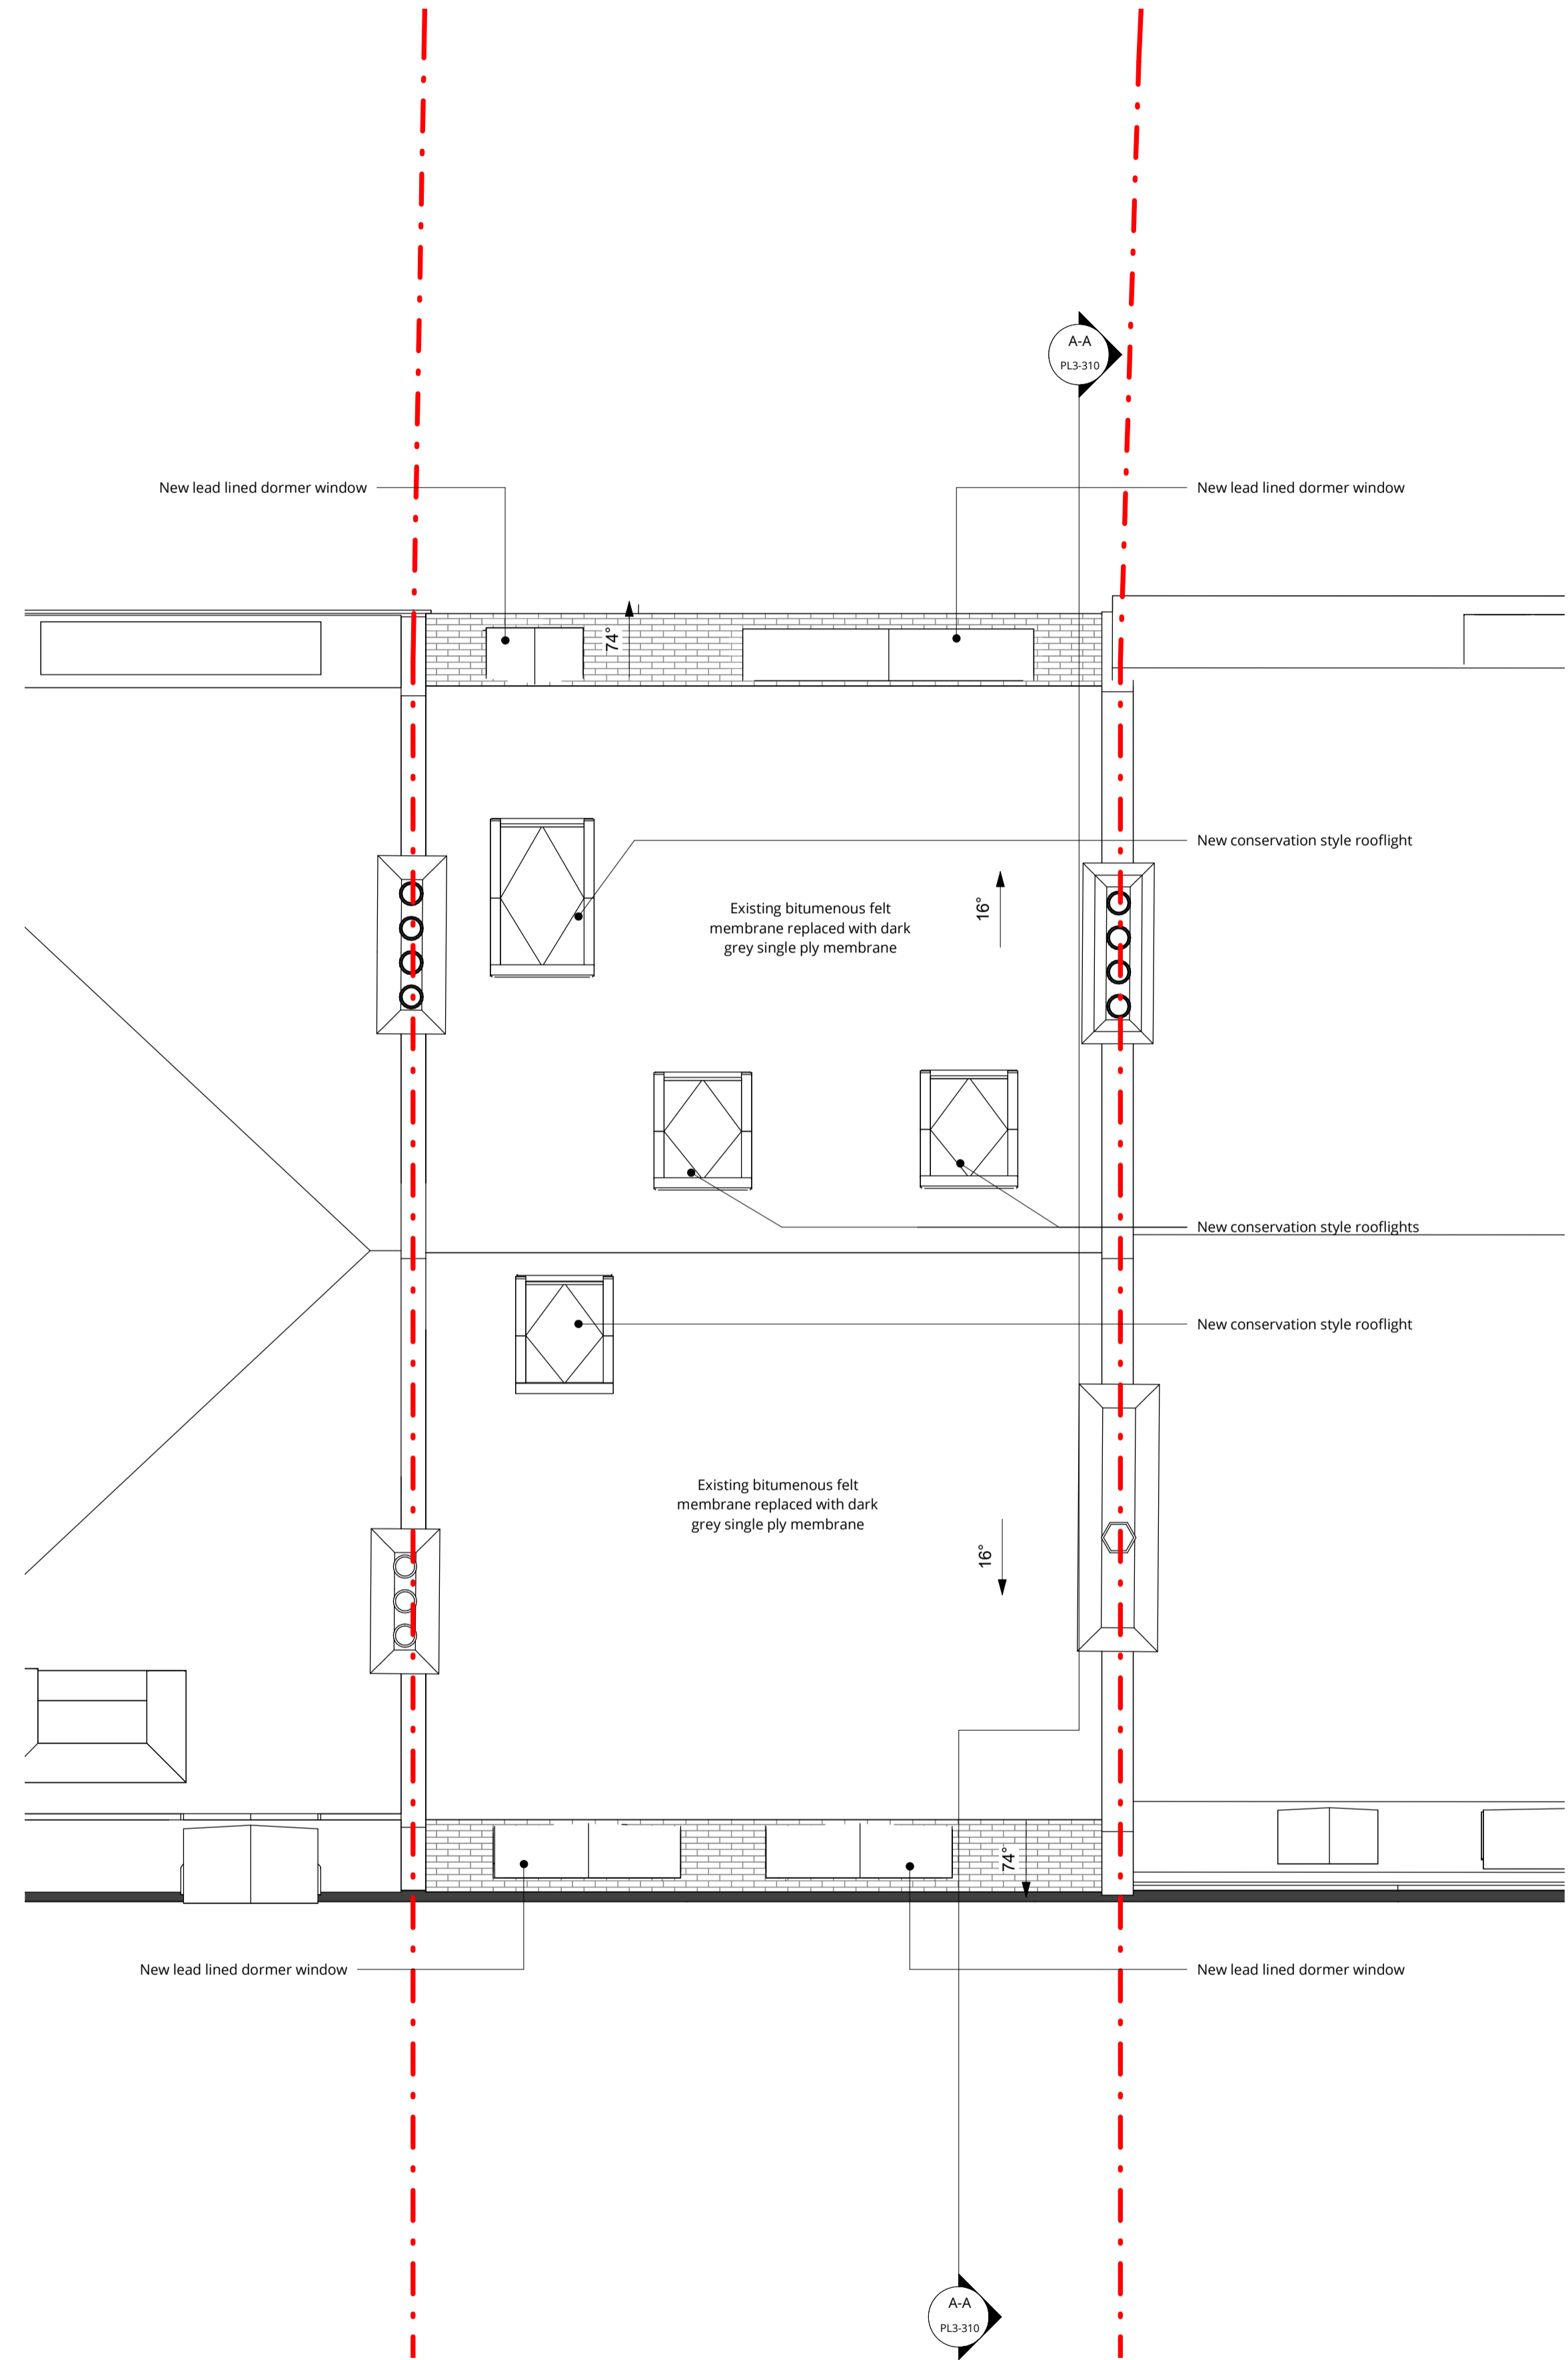 A-A
PL3-310
New lead lined dormer window
New lead lined dormer window
74°
New conservation style rooflight
Existing bitumenous felt
membrane replaced with dark
grey single ply membrane
16°
New conservation style rooflights
New conservation style rooflight
Existing bitumenous felt
membrane replaced with dark
grey single ply membrane
16°
74°
New lead lined dormer window
New lead lined dormer window
A-A
PL3-310